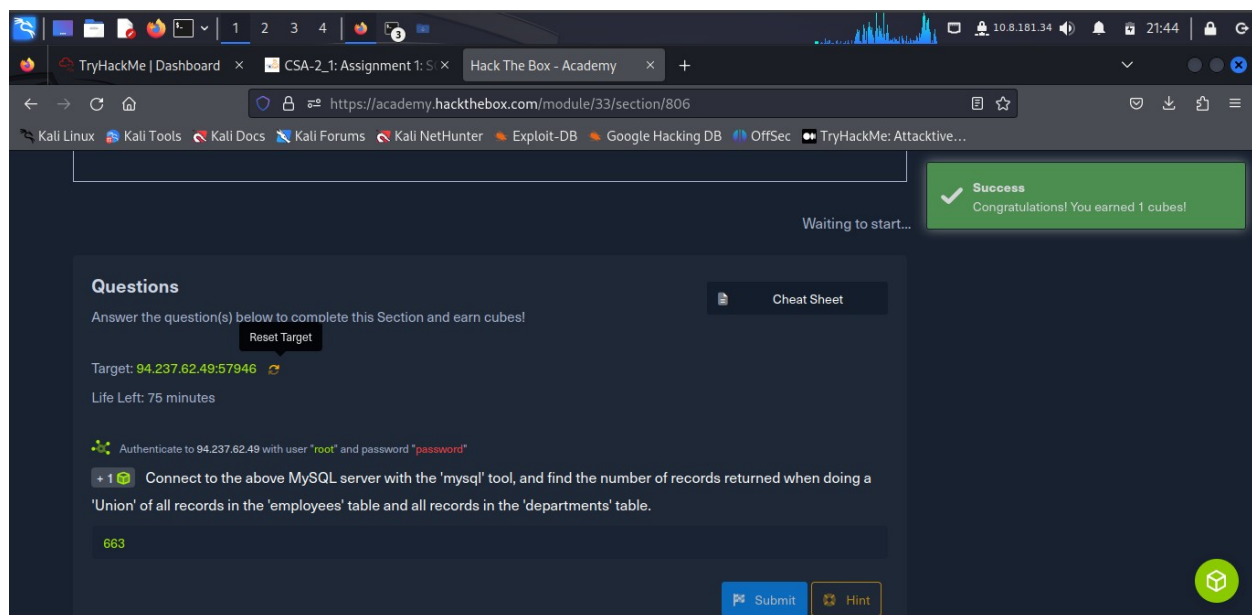 1 2 3 4 3 10.8.181.34 21:44
TryHackMe | Dashboard × CSA-2_1: Assignment 1: S × Hack The Box - Academy × +
https://academy.hackthebox.com/module/33/section/806
Kali Linux Kali Tools Kali Docs Kali Forums Kali NetHunter Exploit-DB Google Hacking DB OffSec TryHackMe: Attacktive…
Success
Congratulations! You earned 1 cubes!
Waiting to start...
Questions
Cheat Sheet
Answer the question(s) below to complete this Section and earn cubes!
Reset Target
Target: 94.237.62.49:57946
Life Left: 75 minutes
Authenticate to 94.237.62.49 with user "root" and password "password"
+ 1 Connect to the above MySQL server with the 'mysql' tool, and find the number of records returned when doing a
'Union' of all records in the 'employees' table and all records in the 'departments' table.
663
Submit Hint